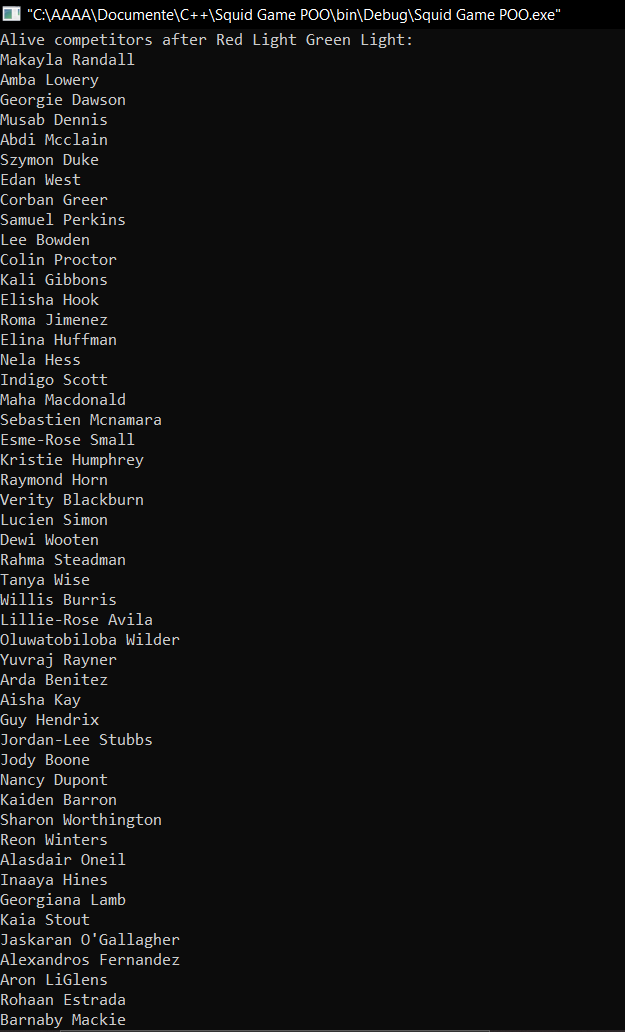 "C:\AAAA\Documente\C++\Squid Game POO\bin\Debug\Squid Game POO.exe"
Alive competitors after Red Light Green Light:
Makayla Randall
Amba Lowery
Georgie Dawson
Musab Dennis
Abdi Mcclain
Szymon Duke
Edan West
Corban Greer
Samuel Perkins
Lee Bowden
Colin Proctor
Kali Gibbons
Elisha Hook
Roma Jimenez
Elina Huffman
Nela Hess
Indigo Scott
Maha Macdonald
Sebastien Mcnamara
Esme-Rose Small
Kristie Humphrey
Raymond Horn
Verity Blackburn
Lucien Simon
Dewi Wooten
Rahma Steadman
Tanya Wise
Willis Burris
Lillie-Rose Avila
Oluwatobiloba Wilder
Yuvraj Rayner
Arda Benitez
Aisha Kay
Guy Hendrix
Jordan-Lee Stubbs
Jody Boone
Nancy Dupont
Kaiden Barron
Sharon Worthington
Reon Winters
Alasdair Oneil
Inaaya Hines
Georgiana Lamb
Kaia Stout
Jaskaran O'Gallagher
Alexandros Fernandez
Aron LiGlens
Rohaan Estrada
Barnaby Mackie